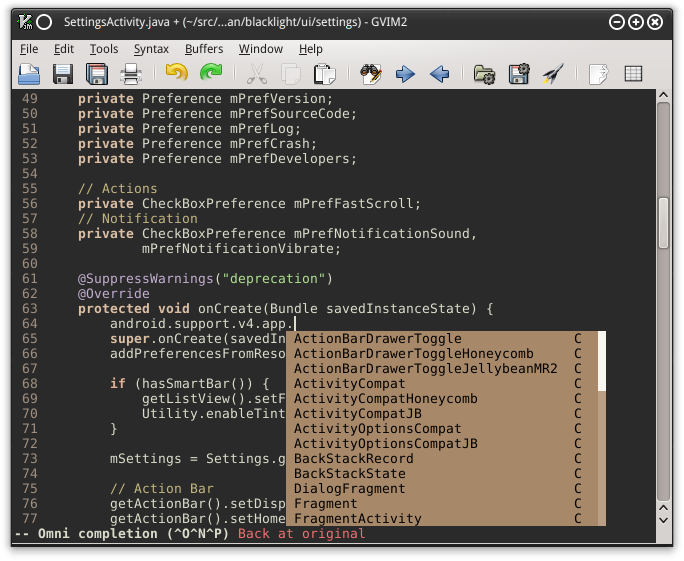 SettingsActivity.java + (~/src/...an/blacklight/ui/settings) - GVIM2
File Edit Tools Syntax Buffers Window Help
49 private Preference mPrefVersion;
50 private Preference mPrefSourceCode;
51 private Preference mPrefLog;
52 private Preference mPrefCrash;
53 private Preference mPrefDevelopers;
54
55 // Actions
56 private CheckBoxPreference mPrefFastScroll;
57 // Notification
58 private CheckBoxPreference mPrefNotificationSound,
59 mPrefNotificationVibrate;
60
61 @SuppressWarnings("deprecation")
62 @Override
63 protected void onCreate(Bundle savedInstanceState) {
64 android.support.v4.app.
65 super.onCreate(savedIn ActionBarDrawerToggle C
66 addPreferencesFromReso ActionBarDrawerToggleHoneycomb C
67 ActionBarDrawerToggleJellybeanMR2 C
68 if (hasSmartBar()) { ActivityCompat C
69 getListView().setF ActivityCompatHoneycomb C
70 Utility.enableTint ActivityCompatJB C
71 } ActivityOptionsCompat C
72 ActivityOptionsCompatJB C
73 mSettings = Settings.g BackStackRecord C
74 BackStackState C
75 // Action Bar DialogFragment C
76 getActionBar().setDisp Fragment C
77 getActionBar().setHome FragmentActivity C
-- Omni completion (^O^N^P) Back at original